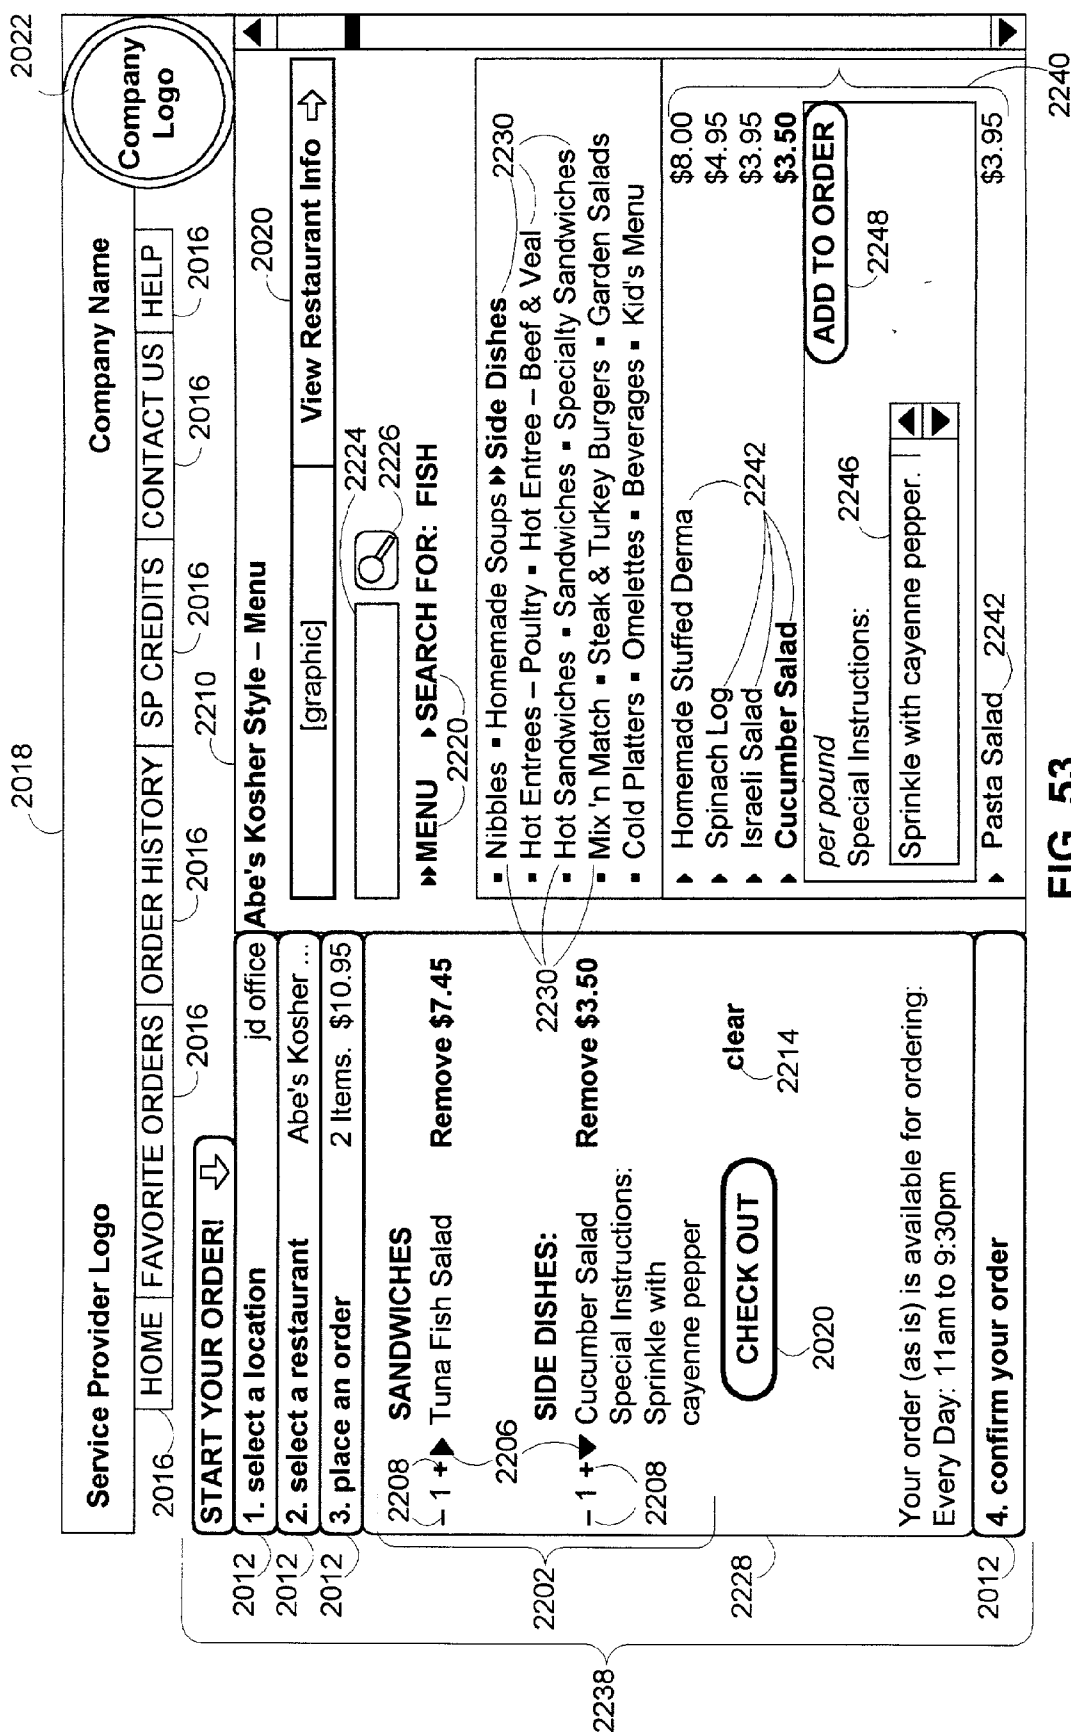 2018
2022
Service Provider Logo
Company Name
Company
Logo
HOME FAVORITE ORDERS ORDER HISTORY SP CREDITS CONTACT US HELP
2016
2016
2016
2016
2016
2016
2210
2020
START YOUR ORDER!
1. select a location jd office
2. select a restaurant Abe's Kosher ...
3. place an order 2 Items. $10.95
2012
2012
2012
SANDWICHES
2208
– 1 + Tuna Fish Salad Remove $7.45
2206
SIDE DISHES:
2230
– 1 + Cucumber Salad Remove $3.50
Special Instructions:
Sprinkle with
cayenne pepper
2208
2202
CHECK OUT
clear
2214
2020
2228
Your order (as is) is available for ordering:
Every Day: 11am to 9:30pm
4. confirm your order
2012
2238
Abe's Kosher Style – Menu
[graphic] View Restaurant Info
2224
2226
MENU SEARCH FOR: FISH
2220
▪ Nibbles ▪ Homemade Soups Side Dishes
2230
▪ Hot Entrees – Poultry ▪ Hot Entree – Beef & Veal
▪ Hot Sandwiches ▪ Sandwiches ▪ Specialty Sandwiches
▪ Mix 'n Match ▪ Steak & Turkey Burgers ▪ Garden Salads
▪ Cold Platters ▪ Omelettes ▪ Beverages ▪ Kid's Menu
Homemade Stuffed Derma $8.00
Spinach Log $4.95
2242
Israeli Salad $3.95
Cucumber Salad $3.50
per pound
ADD TO ORDER
Special Instructions:
2246
2248
Sprinkle with cayenne pepper.
Pasta Salad 2242 $3.95
2240
FIG. 53